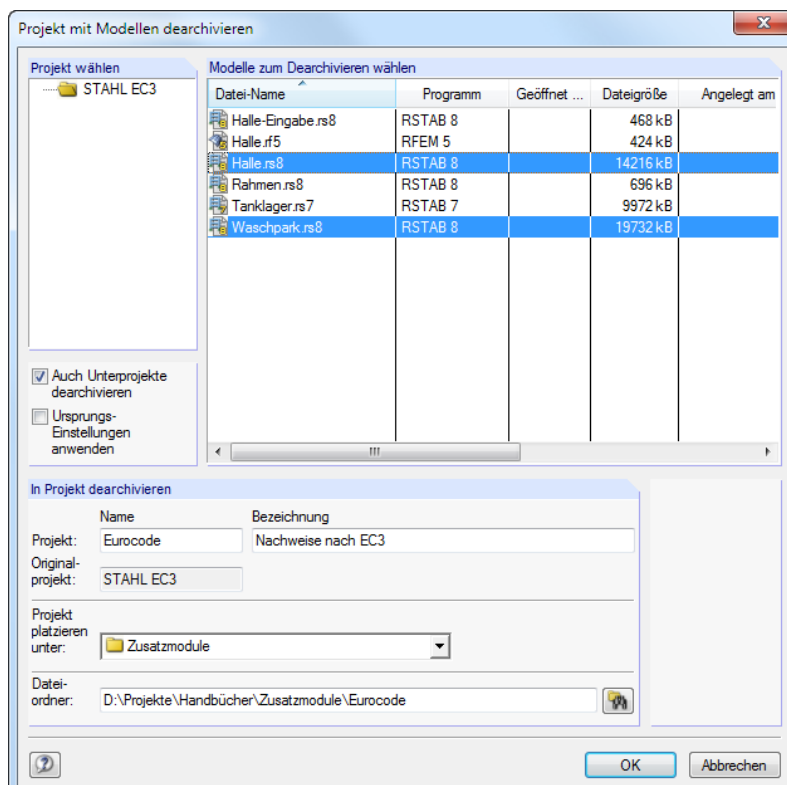 Projekt mit Modellen dearchivieren
Projekt wählen
STAHL EC3
Modelle zum Dearchivieren wählen
Datei-Name Programm Geöffnet ... Dateigröße Angelegt am
Halle-Eingabe.rs8 RSTAB 8 468 kB
Halle.rf5 RFEM 5 424 kB
Halle.rs8 RSTAB 8 14216 kB
Rahmen.rs8 RSTAB 8 696 kB
Tanklager.rs7 RSTAB 7 9972 kB
Waschpark.rs8 RSTAB 8 19732 kB
Auch Unterprojekte
dearchivieren
Ursprungs-
Einstellungen
anwenden
In Projekt dearchivieren
Name Bezeichnung
Projekt: Eurocode Nachweise nach EC3
Original-
projekt: STAHL EC3
Projekt
platzieren
unter: Zusatzmodule
Datei-
ordner: D:\Projekte\Handbücher\Zusatzmodule\Eurocode
OK Abbrechen